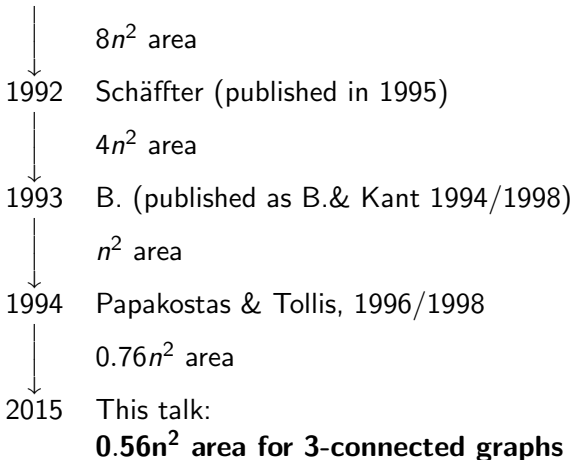 8n² area
1992 Schäffter (published in 1995)
4n² area
1993 B. (published as B.& Kant 1994/1998)
n² area
1994 Papakostas & Tollis, 1996/1998
0.76n² area
2015 This talk:
0.56n² area for 3-connected graphs